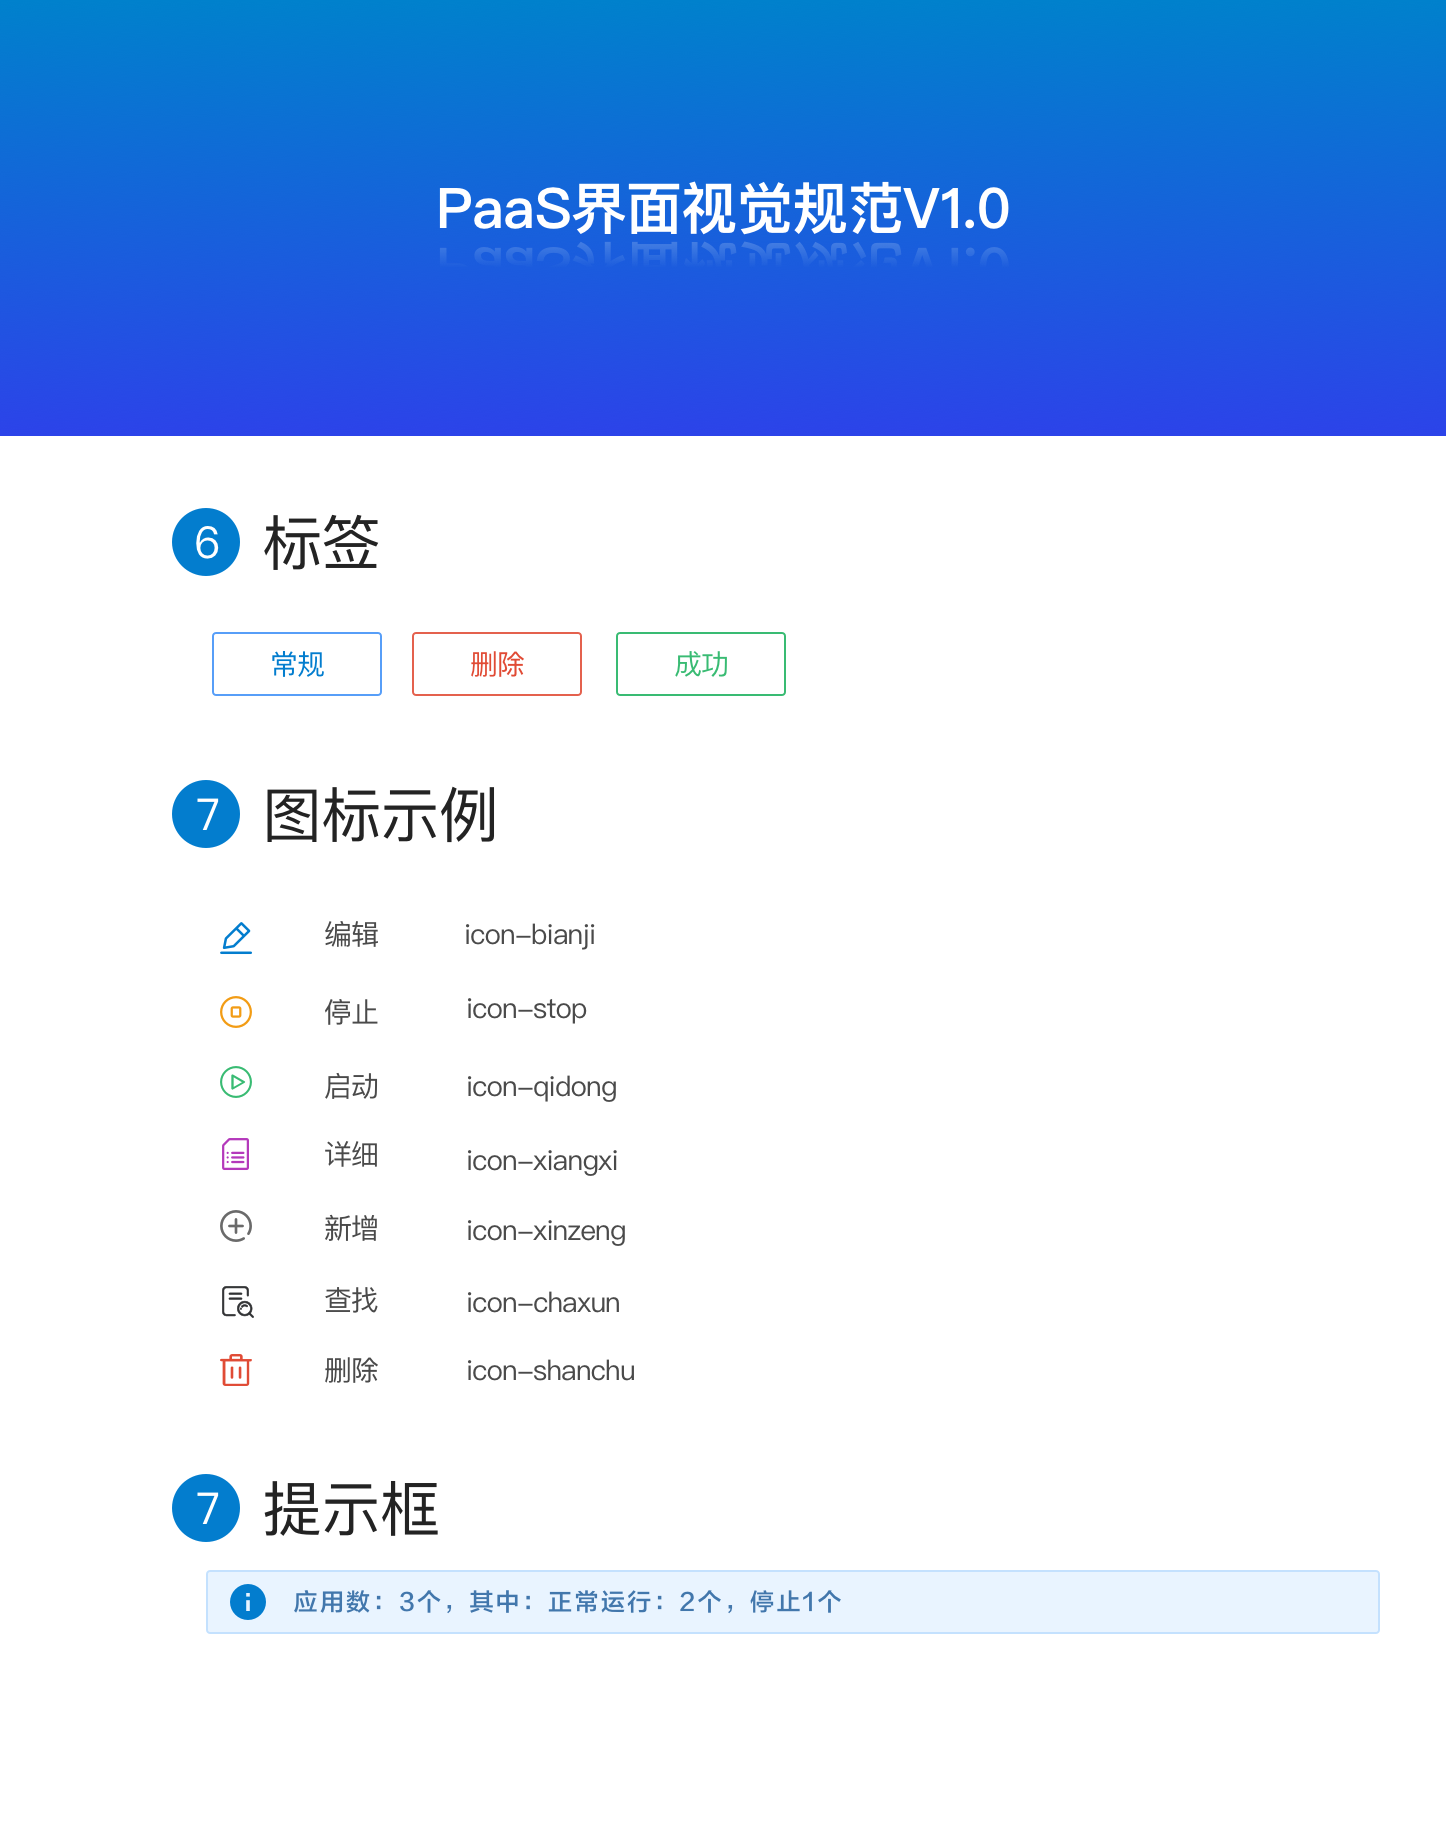 PaaS界面视觉规范V1.0
6 标签
常规 删除 成功
7 图标示例
编辑 icon-bianji
停止 icon-stop
启动 icon-qidong
详细 icon-xiangxi
新增 icon-xinzeng
查找 icon-chaxun
删除 icon-shanchu
7 提示框
应用数：3个，其中：正常运行：2个，停止1个